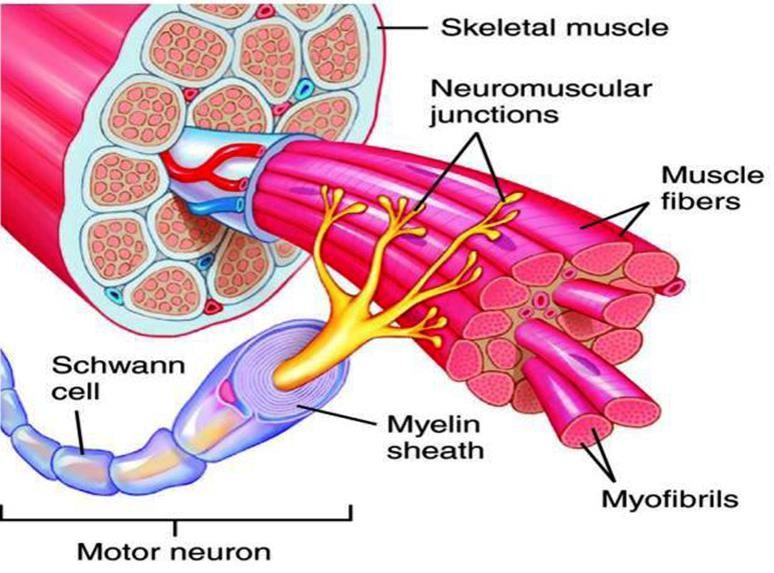 Skeletal muscle
Neuromuscular
junctions
Muscle
fibers
Schwann
cell
Myelin
sheath
Myofibrils
Motor neuron